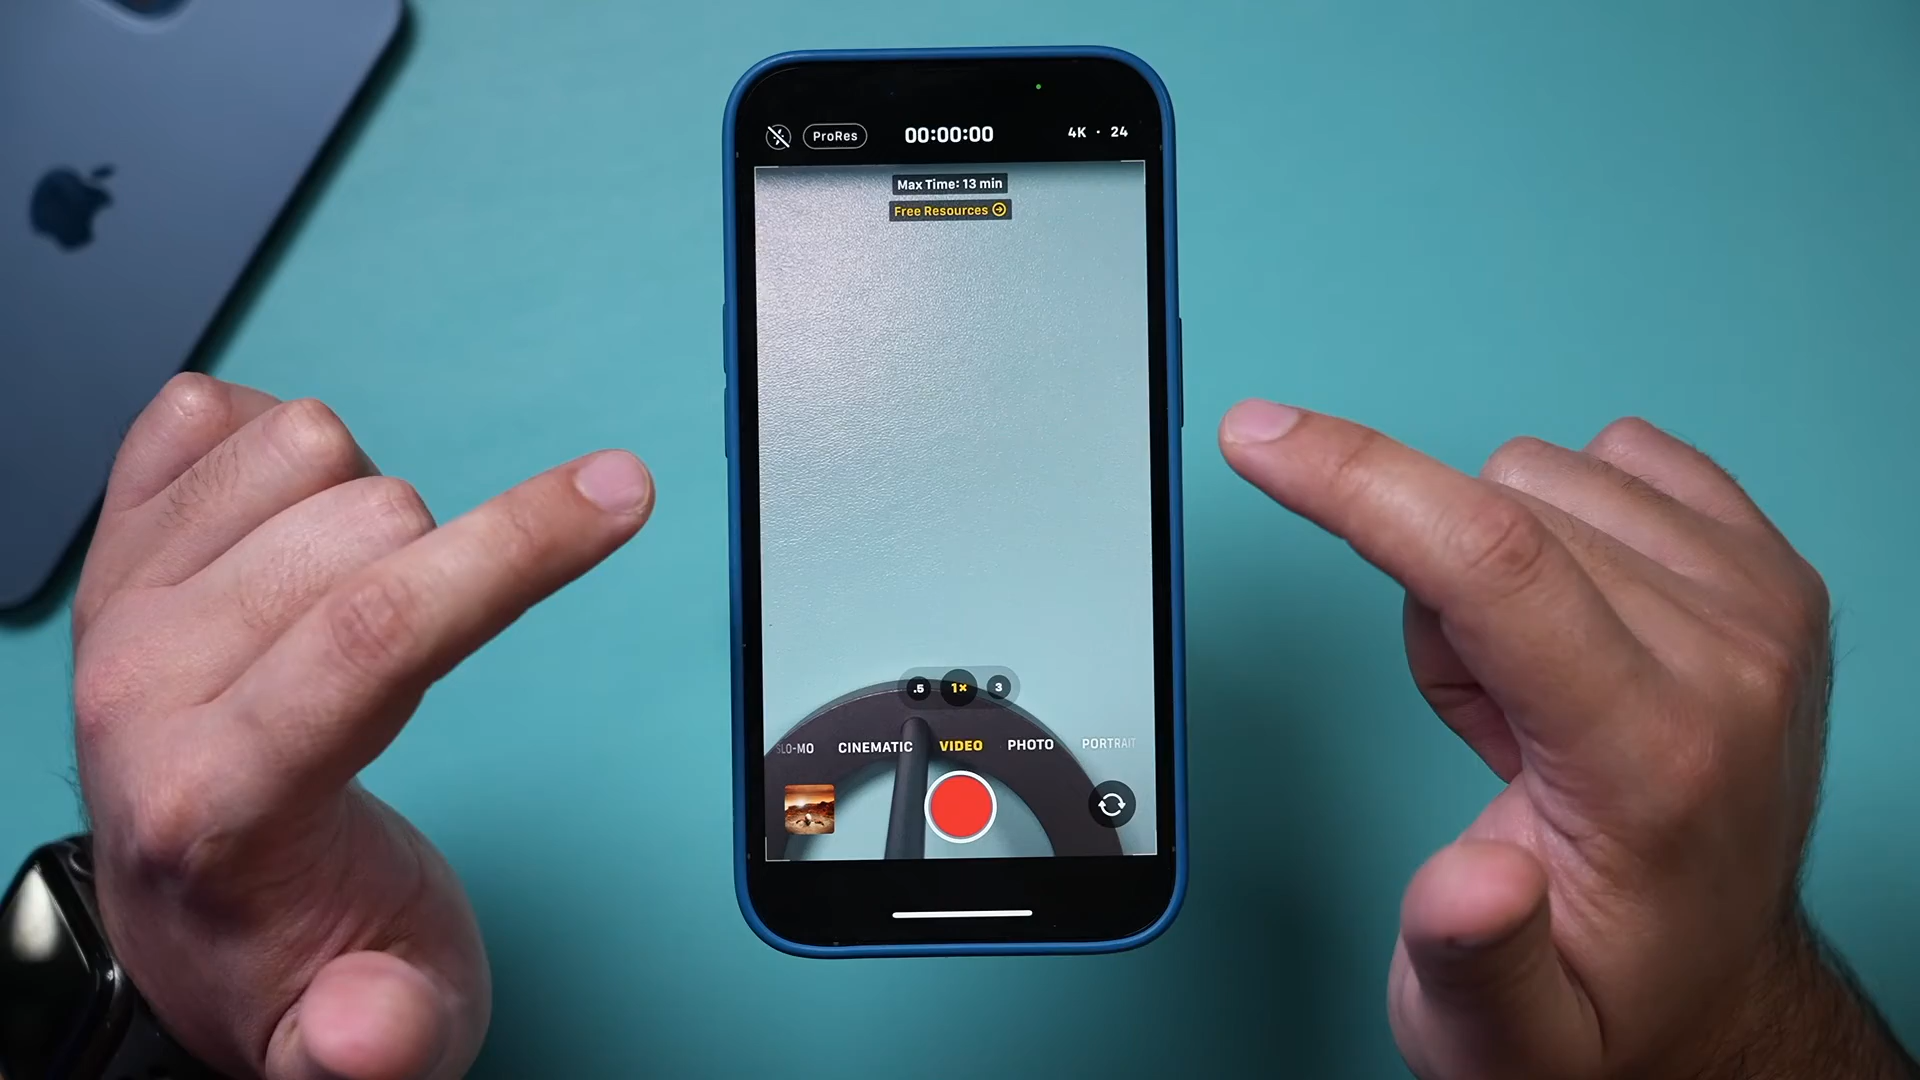 ProRes 00:00:00 4K · 24
Max Time: 13 min
Free Resources
.5 1× 3
SLO-MO CINEMATIC VIDEO PHOTO PORTRAIT